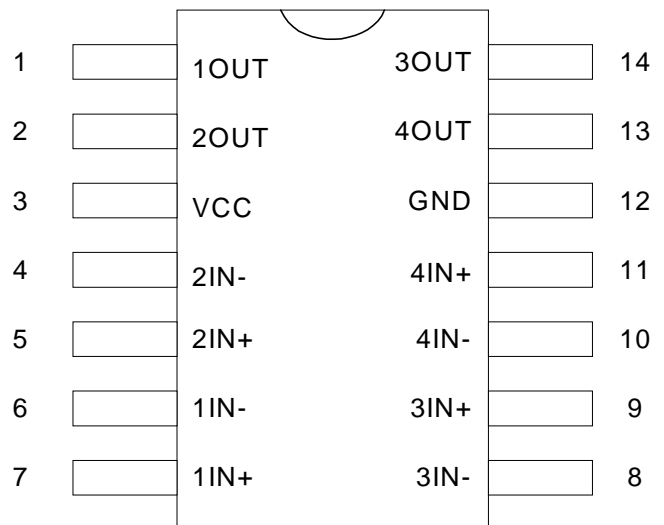 1 1OUT 3OUT 14
2 2OUT 4OUT 13
3 VCC GND 12
4 2IN- 4IN+ 11
5 2IN+ 4IN- 10
6 1IN- 3IN+ 9
7 1IN+ 3IN- 8